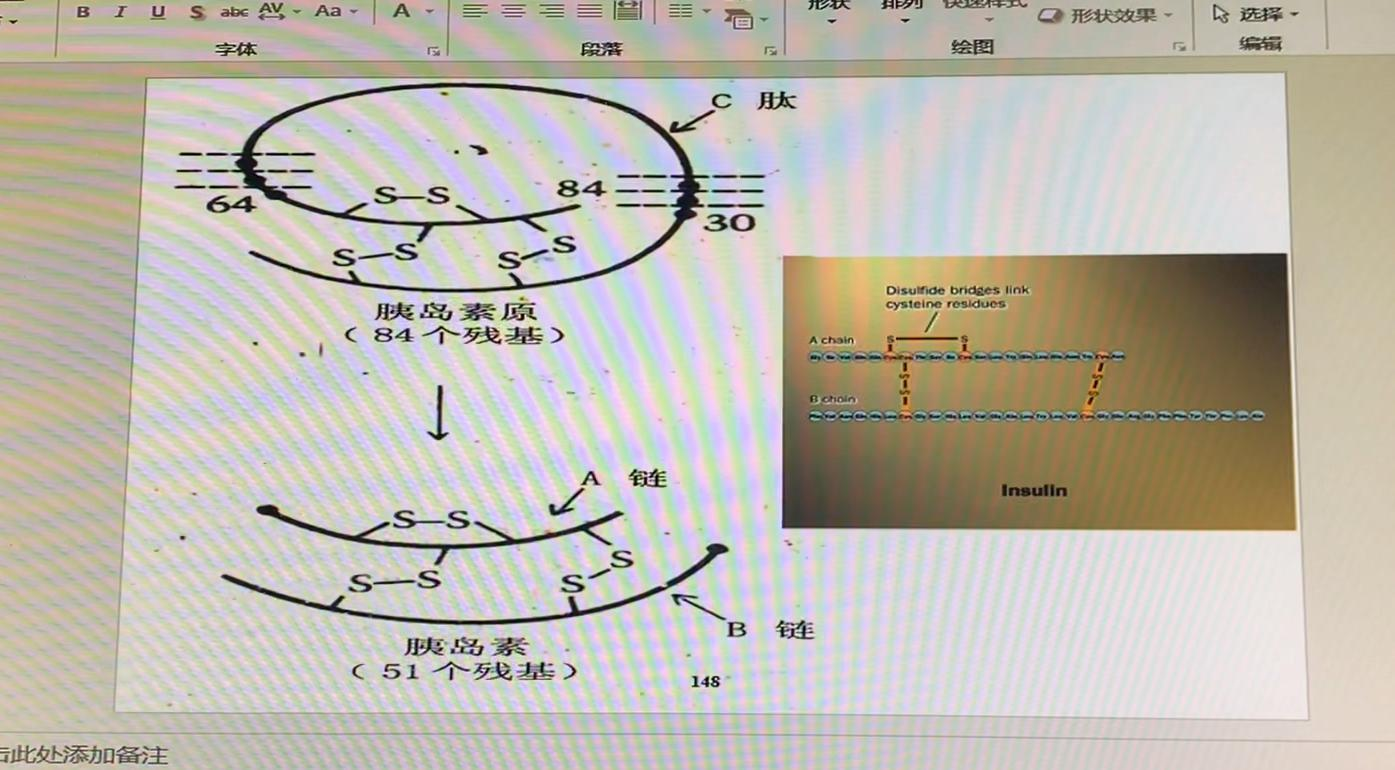 B I U S abc AV Aa A
形状 排列 快速样式
形状效果
选择
字体
段落
绘图
编辑
C 肽
64
S—S
84
30
S—S
S—S
胰岛素原
（84个残基）
A 链
S—S
S—S
S—S
B 链
胰岛素
（51个残基）
148
Disulfide bridges link
cysteine residues
A chain
S S
S
S
S
S
B chain
Insulin
击此处添加备注